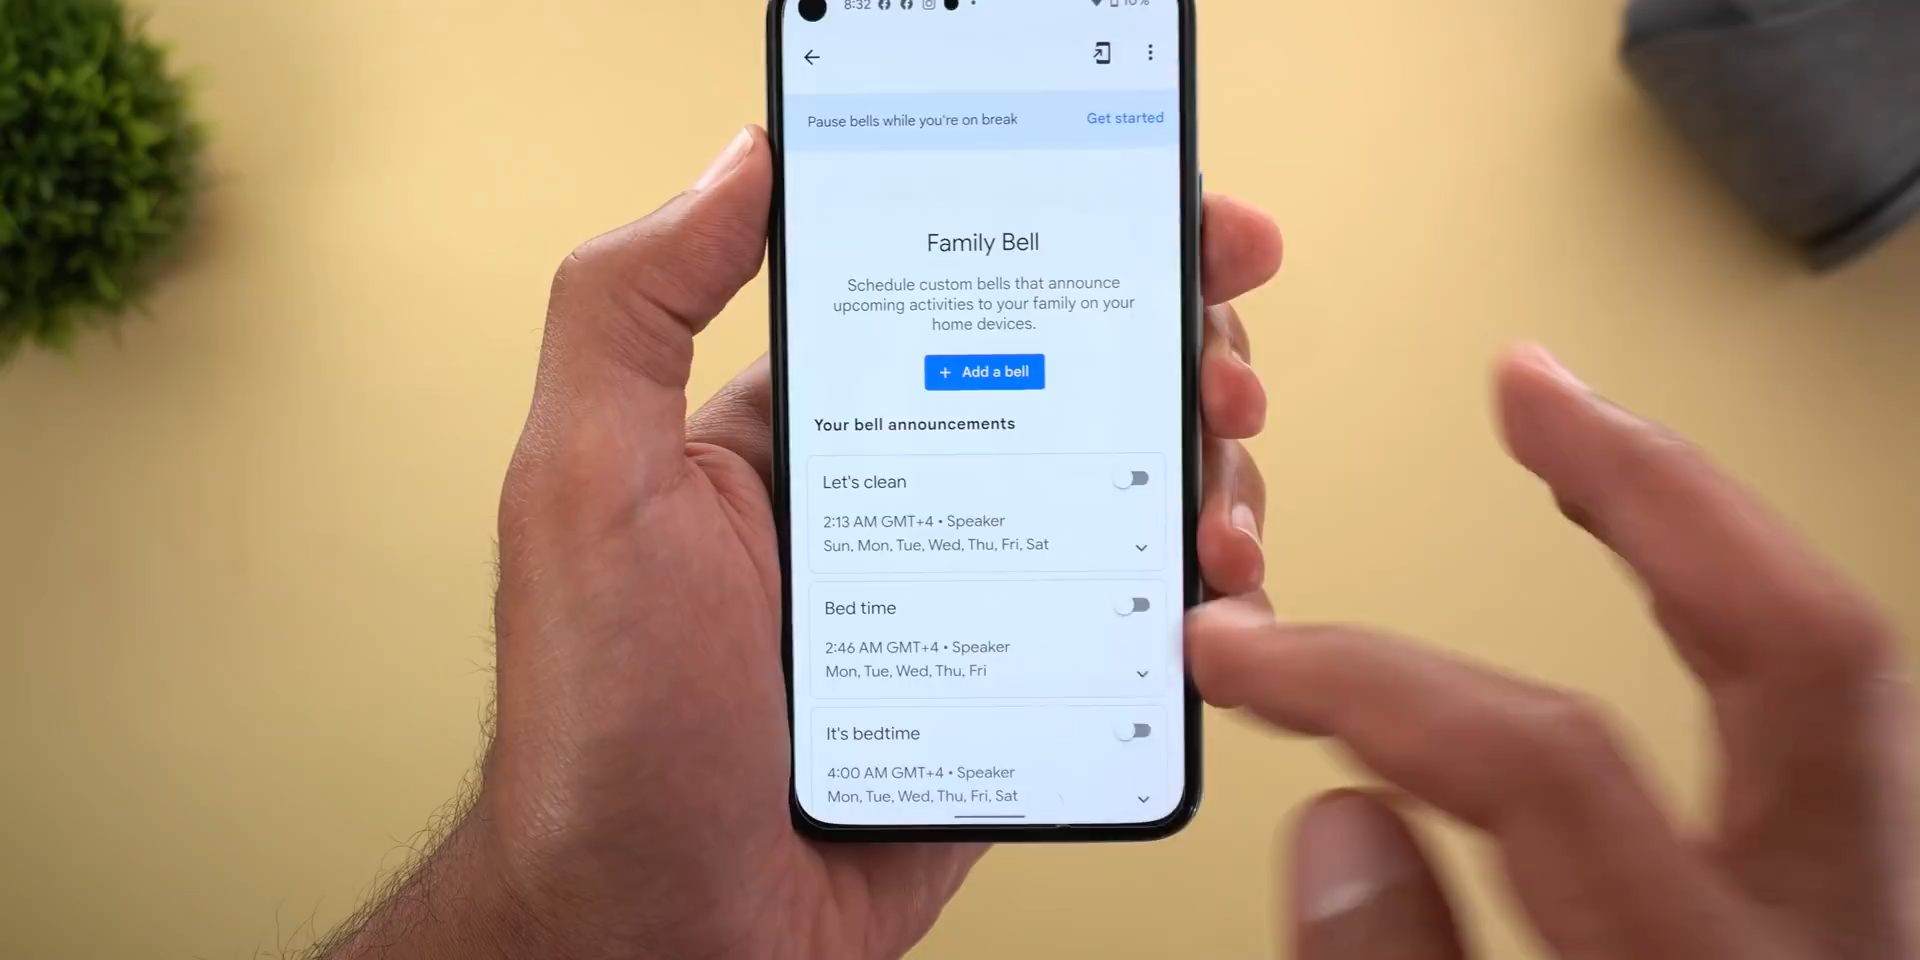 8:32
Pause bells while you're on break
Get started
Family Bell
Schedule custom bells that announce
upcoming activities to your family on your
home devices.
+ Add a bell
Your bell announcements
Let's clean
2:13 AM GMT+4 • Speaker
Sun, Mon, Tue, Wed, Thu, Fri, Sat
Bed time
2:46 AM GMT+4 • Speaker
Mon, Tue, Wed, Thu, Fri
It's bedtime
4:00 AM GMT+4 • Speaker
Mon, Tue, Wed, Thu, Fri, Sat